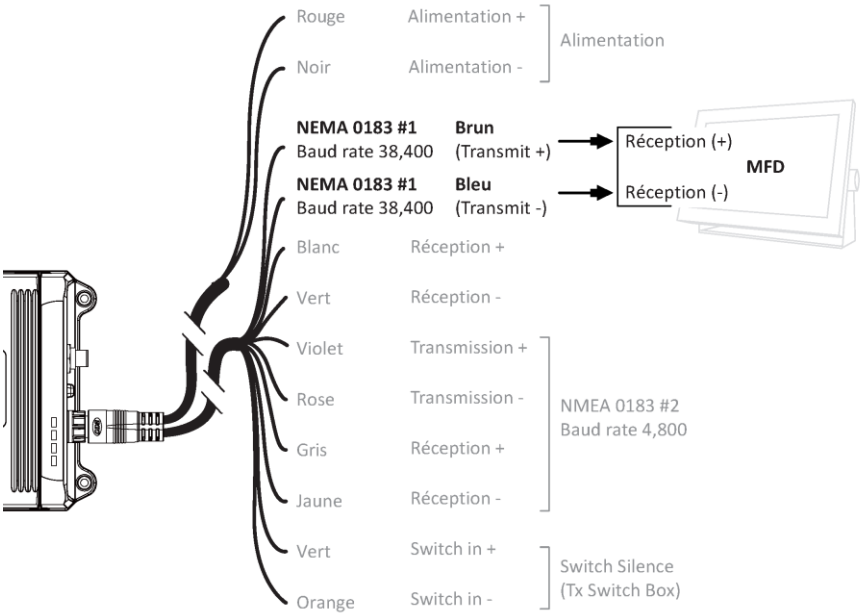 Rouge Alimentation +
Alimentation
Noir Alimentation -
NEMA 0183 #1 Brun
Baud rate 38,400 (Transmit +)
Réception (+)
MFD
NEMA 0183 #1 Bleu
Baud rate 38,400 (Transmit -)
Réception (-)
Blanc Réception +
Vert Réception -
Violet Transmission +
Rose Transmission -
NMEA 0183 #2
Baud rate 4,800
Gris Réception +
Jaune Réception -
Vert Switch in +
Switch Silence
(Tx Switch Box)
Orange Switch in -